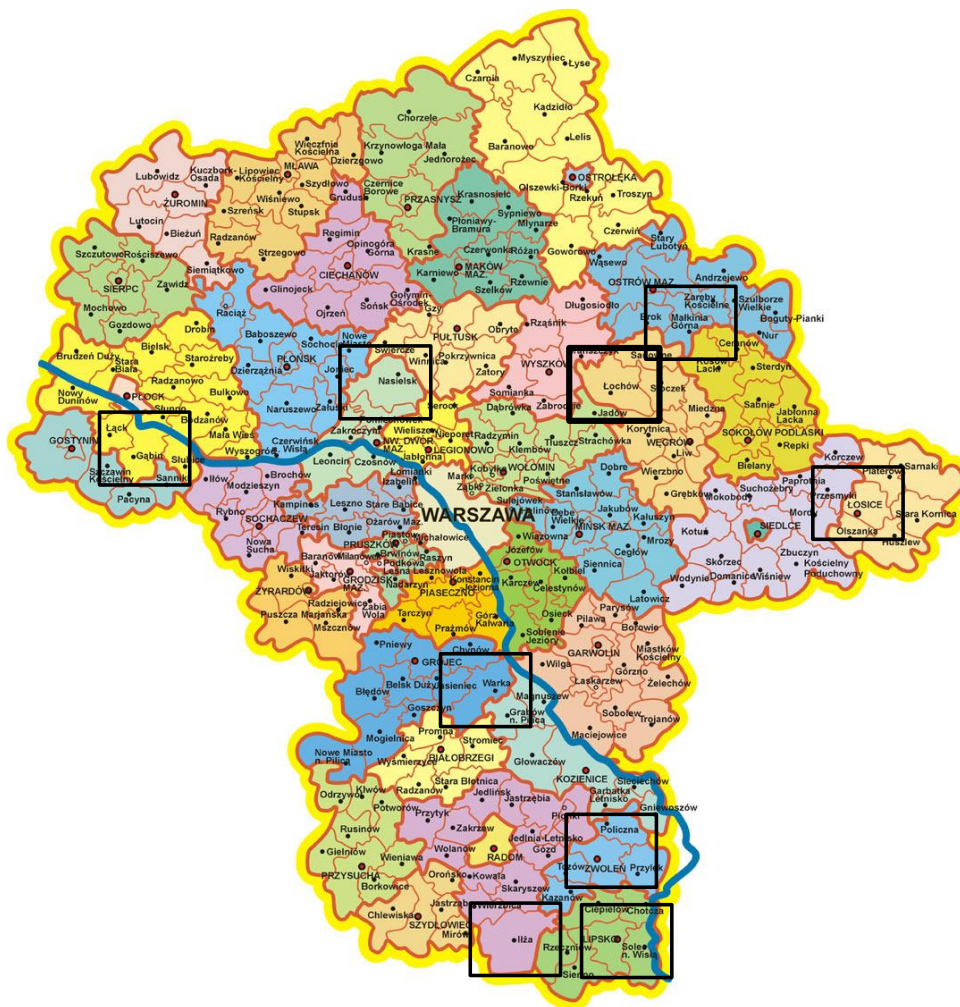 Myszyniec
Łyse
Czarnia
Kadzidło
Chorzele
Lelis
Baranowo
Krzynowłoga Mała
Jednorożec
Wieczfnia
Kościelna
Dzierzgowo
Kuczbork-
Osada
Lipowiec
Kościelny
MŁAWA
Szydłowo
Lubowidz
ŻUROMIN
Wiśniewo
Szreńsk
Stupsk
Grudusk
Czernice
Borowe
PRZASNYSZ
Krasnosielc
Olszewki-Borki
OSTROŁĘKA
Rzekuń
Troszyn
Sypniewo
Młynarze
Płoniawy-
Bramura
Lutocin
Bieżuń
Radzanów
Strzegowo
Regimin
Opinogóra
Górna
Krasne
Czerwonka
Różan
Goworowo
Czerwin
Stary
Lubotyń
Wąsewo
Szczutowo
Rościszewo
Siemiątkowo
CIECHANÓW
Karniewo
MAKÓW
MAZ.
Rzewnie
Szelków
Andrzejewo
SIERPC
Zawidz
Glinojeck
Gołymin-
Ośrodek
Sońsk
Ojrzeń
Gzy
Długosiodło
OSTRÓW MAZ.
Zaręby
Kościelne
Szulborze
Wielkie
Boguty-Pianki
Mochowo
Gozdowo
Raciąż
Drobin
Baboszewo
Sochocin
Nowe
Miasto
Świercze
PUŁTUSK
Obryte
Rząśnik
Brok
Małkinia
Górna
Nur
Ceranów
Brudzeń Duży
Bielsk
Stara
Biała
Staroźreby
PŁOŃSK
Dzierzążnia
Joniec
Winnica
Pokrzywnica
Zatory
WYSZKÓW
Sadowne
Kosów
Lacki
Sterdyń
Nowy
Duninów
PŁOCK
Radzanowo
Bulkowo
Naruszewo
Załuski
Nasielsk
Somianka
Zabrodzie
Łochów
Stoczek
Jadów
Miedzna
Sabnie
Jabłonna
Lacka
Repki
Słupno
Bodzanów
Mała Wieś
Serock
Dąbrówka
Korytnica
Strachówka
SOKOŁÓW PODLASKI
GOSTYNIN
Łąck
Gąbin
Słubice
Wyszogród
Czerwińsk
n. Wisłą
Zakroczym
NW. DWÓR
MAZ.
Wieliszew
Nieporęt
LEGIONOWO
Jabłonna
Radzymin
Tłuszcz
Klembów
WĘGRÓW
Liw
Bielany
Szczawin
Kościelny
Sanniki
Pacyna
Iłów
Brochów
Leoncin
Czosnów
Łomianki
Izabelin
Kobyłka
WOŁOMIN
Marki
Ząbki
Zielonka
Poświętne
Dobre
Wierzbno
Grębków
Korczew
Platerów
Sarnaki
Młodzieszyn
Kampinos
Leszno
Stare Babice
Sulejówek
Stanisławów
Jakubów
Kałuszyn
Mokobody
Suchożebry
Paprotnia
Przesmyki
ŁOSICE
Stara Kornica
Rybno
SOCHACZEW
Teresin
Błonie
Ożarów Maz.
WARSZAWA
Dębe
Wielkie
MIŃSK MAZ.
Mrozy
Kotuń
SIEDLCE
Mordy
Olszanka
Huszlew
Nowa
Sucha
Piastów
Michałowice
PRUSZKÓW
Brwinów
Podkowa
Leśna
Raszyn
Lesznowola
Józefów
Wiązowna
OTWOCK
Cegłów
Siennica
Skórzec
Zbuczyn
Kościelny
Poduchowny
Wiskitki
Baranów
Jaktorów
Milanówek
GRODZISK
MAZ.
Nadarzyn
Konstancin
Jeziorna
PIASECZNO
Karczew
Kołbiel
Celestynów
Latowicz
Wodynie
Domanice
Wiśniew
ŻYRARDÓW
Radziejowice
Puszcza Mariańska
Mszczonów
Żabia
Wola
Tarczyn
Prażmów
Góra
Kalwaria
Osieck
Sobienie
Jeziory
Parysów
Pilawa
Borowie
Pniewy
Chynów
GRÓJEC
GARWOLIN
Wilga
Miastków
Kościelny
Górzno
Łaskarzew
Żelechów
Błędów
Belsk Duży
Jasieniec
Warka
Goszczyn
Magnuszew
Grabów
n. Pilicą
Sobolew
Trojanów
Maciejowice
Mogielnica
Promna
Stromiec
Nowe Miasto
n. Pilicą
Wyśmierzyce
BIAŁOBRZEGI
Głowaczów
KOZIENICE
Sieciechów
Odrzywół
Klwów
Radzanów
Stara Błotnica
Jedlińsk
Jastrzębia
Garbatka
Letnisko
Gniewoszów
Potworów
Przytyk
Pionki
Rusinów
Zakrzew
Jedlnia-Letnisko
Policzna
Gielniów
Wieniawa
Wolanów
RADOM
Gózd
ZWOLEŃ
Przyłęk
PRZYSUCHA
Borkowice
Orońsko
Kowala
Skaryszew
Tczów
Kazanów
Chlewiska
Jastrząb
SZYDŁOWIEC
Mirów
Wierzbica
Iłża
Ciepielów
Chotcza
LIPSKO
Solec
n. Wisłą
Rzeczniów
Sienno